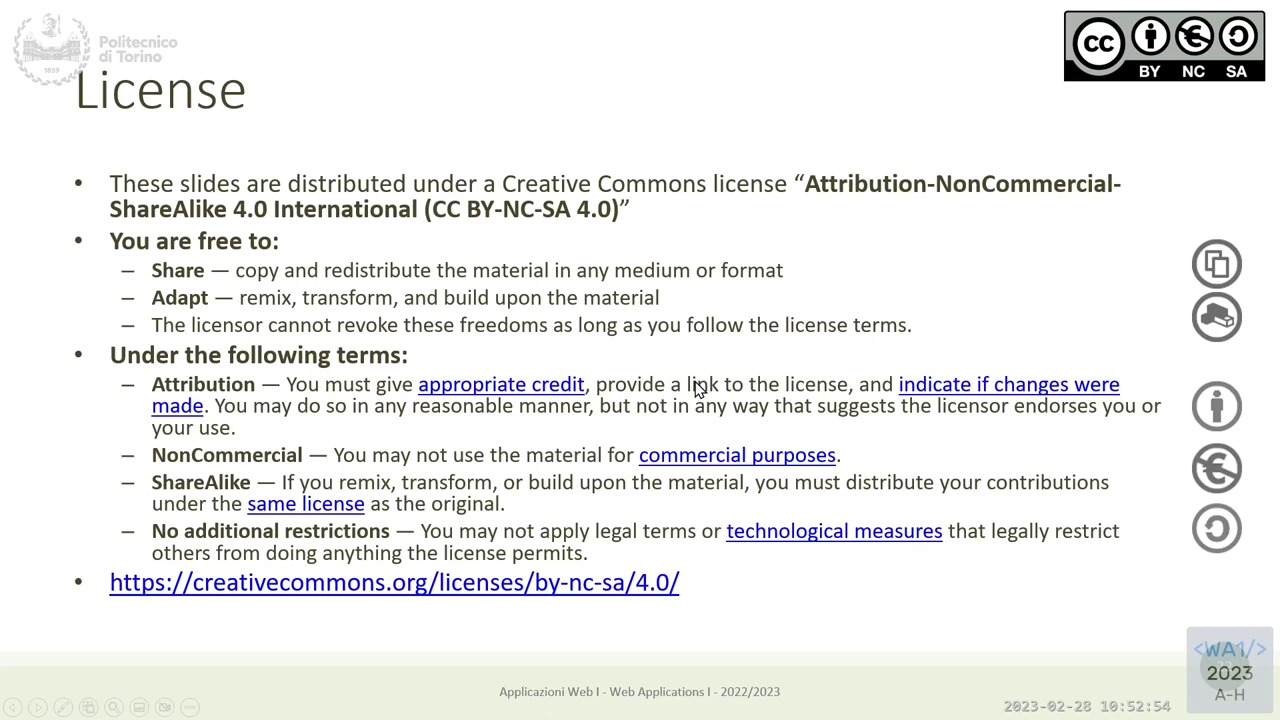 Politecnico
di Torino
1859
License
CC
BY NC SA
• These slides are distributed under a Creative Commons license “Attribution-NonCommercial-
ShareAlike 4.0 International (CC BY-NC-SA 4.0)”
• You are free to:
– Share — copy and redistribute the material in any medium or format
– Adapt — remix, transform, and build upon the material
– The licensor cannot revoke these freedoms as long as you follow the license terms.
• Under the following terms:
– Attribution — You must give appropriate credit, provide a link to the license, and indicate if changes were
made. You may do so in any reasonable manner, but not in any way that suggests the licensor endorses you or
your use.
– NonCommercial — You may not use the material for commercial purposes.
– ShareAlike — If you remix, transform, or build upon the material, you must distribute your contributions
under the same license as the original.
– No additional restrictions — You may not apply legal terms or technological measures that legally restrict
others from doing anything the license permits.
• https://creativecommons.org/licenses/by-nc-sa/4.0/
Applicazioni Web I - Web Applications I - 2022/2023
<WA1/>
2023
A-H
2023-02-28 10:52:54